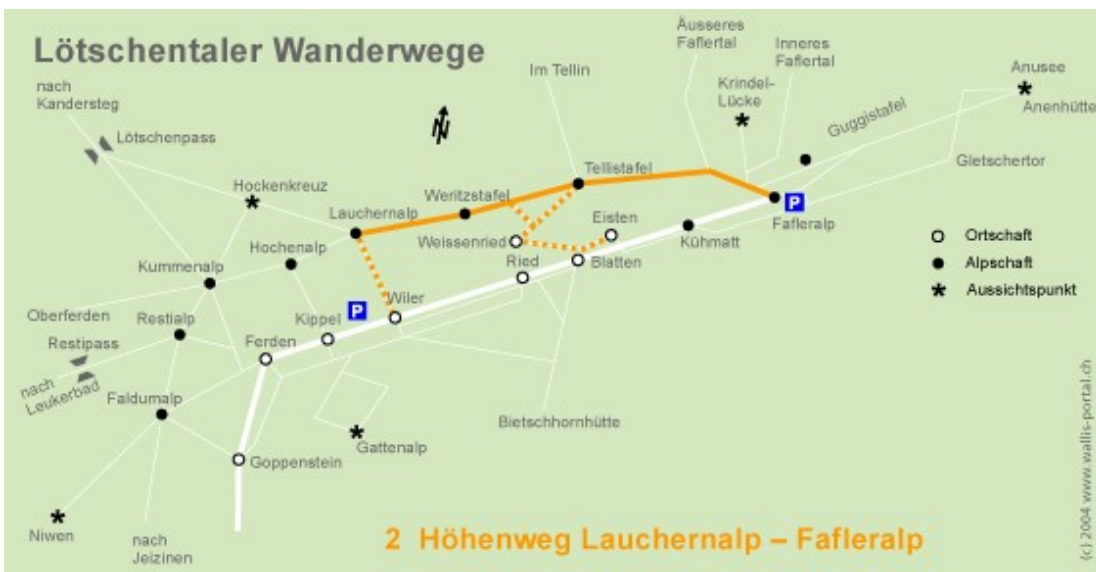 Lötschentaler Wanderwege
Äusseres
Faflertal
Inneres
Faflertal
Im Tellin
Krindel-
Lücke
Anusee
Anenhütte
nach
Kandersteg
Lötschenpass
Guggistafel
Gletschertor
Tellistafel
Hockenkreuz
Weritzstafel
Lauchernalp
Eisten
P
Fafleralp
Hochenalp
Weissenried
Kühmatt
Ortschaft
Kummenalp
Ried
Blatten
Alpschaft
Wiler
Aussichtspunkt
P
Oberferden
Restialp
Kippel
Restipass
Ferden
nach
Leukerbad
Faldumalp
Bietschhornhütte
Gattenalp
Goppenstein
Niwen
nach
Jeizinen
2 Höhenweg Lauchernalp – Fafleralp
(c) 2004 www.wallis-portal.ch
N